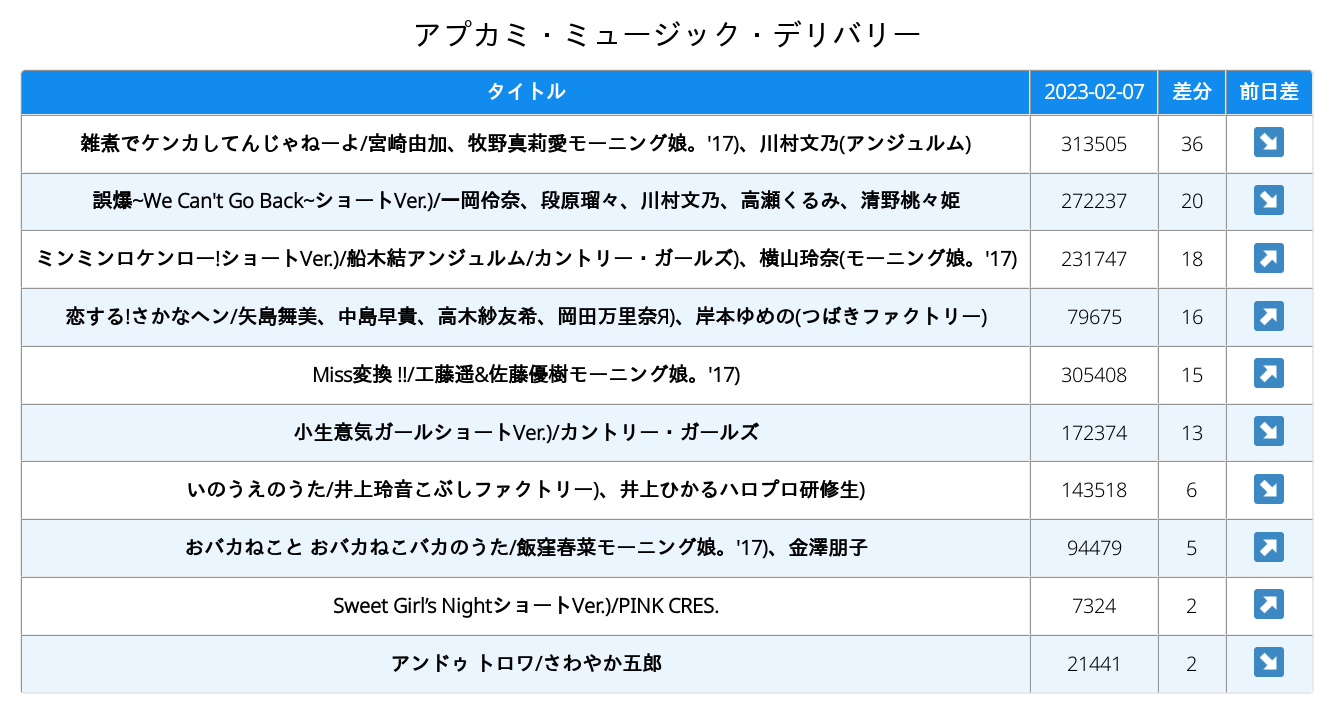 アプカミ・ミュージック・デリバリー
タイトル 2023-02-07 差分 前日差
雑煮でケンカしてんじゃねーよ/宮崎由加、牧野真莉愛モーニング娘。'17)、川村文乃(アンジュルム) 313505 36 ↘
誤爆~We Can't Go Back~ショートVer.)/一岡伶奈、段原瑠々、川村文乃、高瀬くるみ、清野桃々姫 272237 20 ↘
ミンミンロケンロー!ショートVer.)/船木結アンジュルム/カントリー・ガールズ)、横山玲奈(モーニング娘。'17) 231747 18 ↗
恋する!さかなヘン/矢島舞美、中島早貴、高木紗友希、岡田万里奈Я)、岸本ゆめの(つばきファクトリー) 79675 16 ↗
Miss変換 !!/工藤遥&佐藤優樹モーニング娘。'17) 305408 15 ↗
小生意気ガールショートVer.)/カントリー・ガールズ 172374 13 ↘
いのうえのうた/井上玲音こぶしファクトリー)、井上ひかるハロプロ研修生) 143518 6 ↘
おバカねこと おバカねこバカのうた/飯窪春菜モーニング娘。'17)、金澤朋子 94479 5 ↗
Sweet Girl’s NightショートVer.)/PINK CRES. 7324 2 ↗
アンドゥ トロワ/さわやか五郎 21441 2 ↘